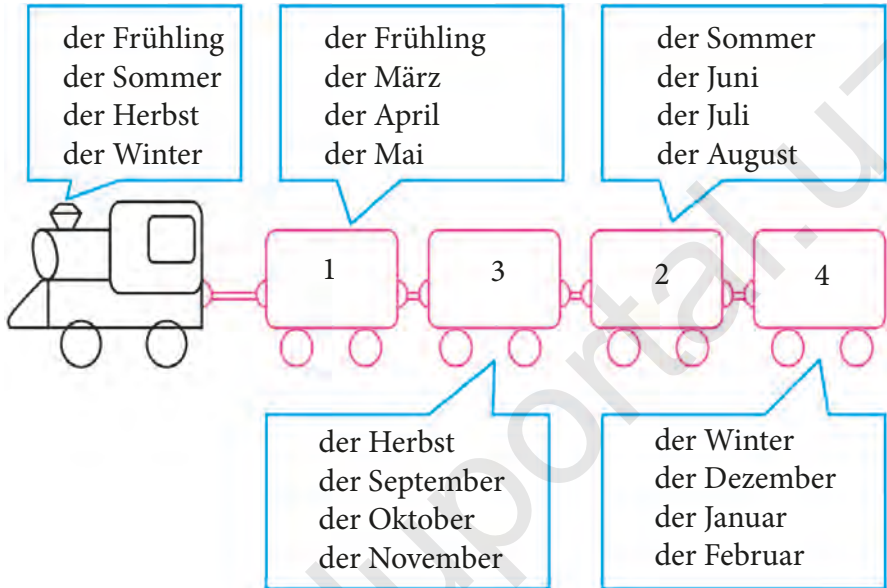 der Frühling
der Sommer
der Herbst
der Winter
der Frühling
der März
der April
der Mai
der Sommer
der Juni
der Juli
der August
1
3
2
4
der Herbst
der September
der Oktober
der November
der Winter
der Dezember
der Januar
der Februar
uportal.uz